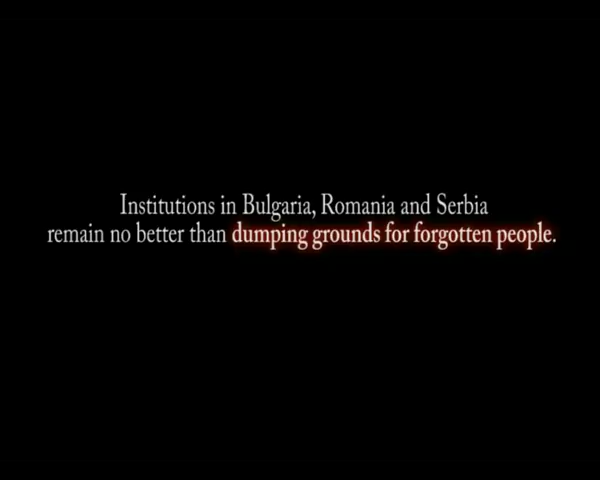 Institutions in Bulgaria, Romania and Serbia
remain no better than dumping grounds for forgotten people.